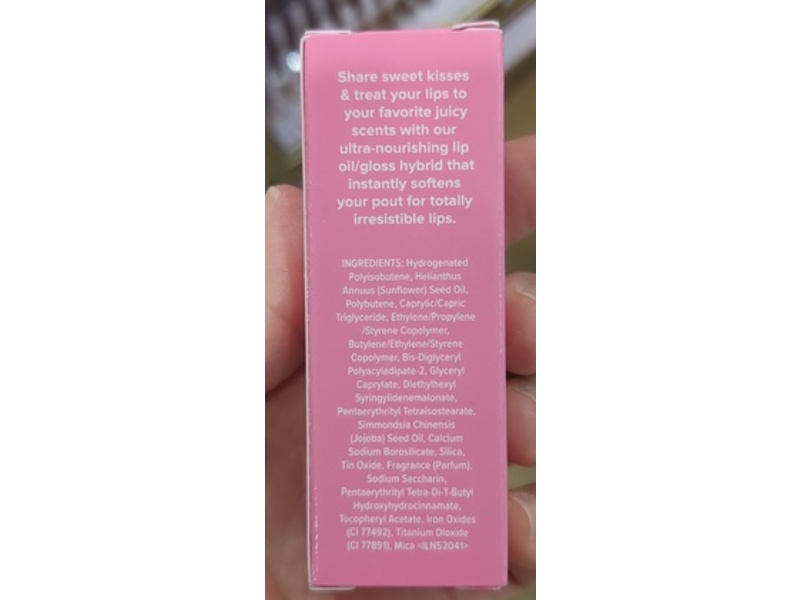 Share sweet kisses
& treat your lips to
your favorite juicy
scents with our
ultra-nourishing lip
oil/gloss hybrid that
instantly softens
your pout for totally
irresistible lips.
INGREDIENTS: Hydrogenated
Polyisobutene, Helianthus
Annuus (Sunflower) Seed Oil,
Polybutene, Caprylic/Capric
Triglyceride, Ethylene/Propylene
/Styrene Copolymer,
Butylene/Ethylene/Styrene
Copolymer, Bis-Diglyceryl
Polyacyladipate-2, Glyceryl
Caprylate, Diethylhexyl
Syringylidenemalonate,
Pentaerythrityl Tetraisostearate,
Simmondsia Chinensis
(Jojoba) Seed Oil, Calcium
Sodium Borosilicate, Silica,
Tin Oxide, Fragrance (Parfum),
Sodium Saccharin,
Pentaerythrityl Tetra-Di-T-Butyl
Hydroxyhydrocinnamate,
Tocopheryl Acetate, Iron Oxides
(CI 77492), Titanium Dioxide
(CI 77891), Mica <ILN52041>